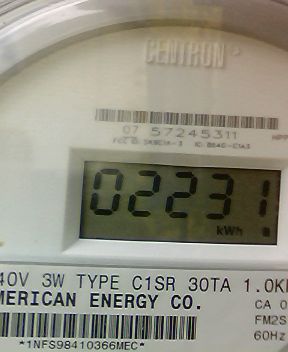 CENTRON
07 57245311
02231
kWh
40V 3W TYPE C1SR 30TA 1.0K
MERICAN ENERGY CO.
CA 0
FM2S
60Hz
*1NFS98410366MEC*